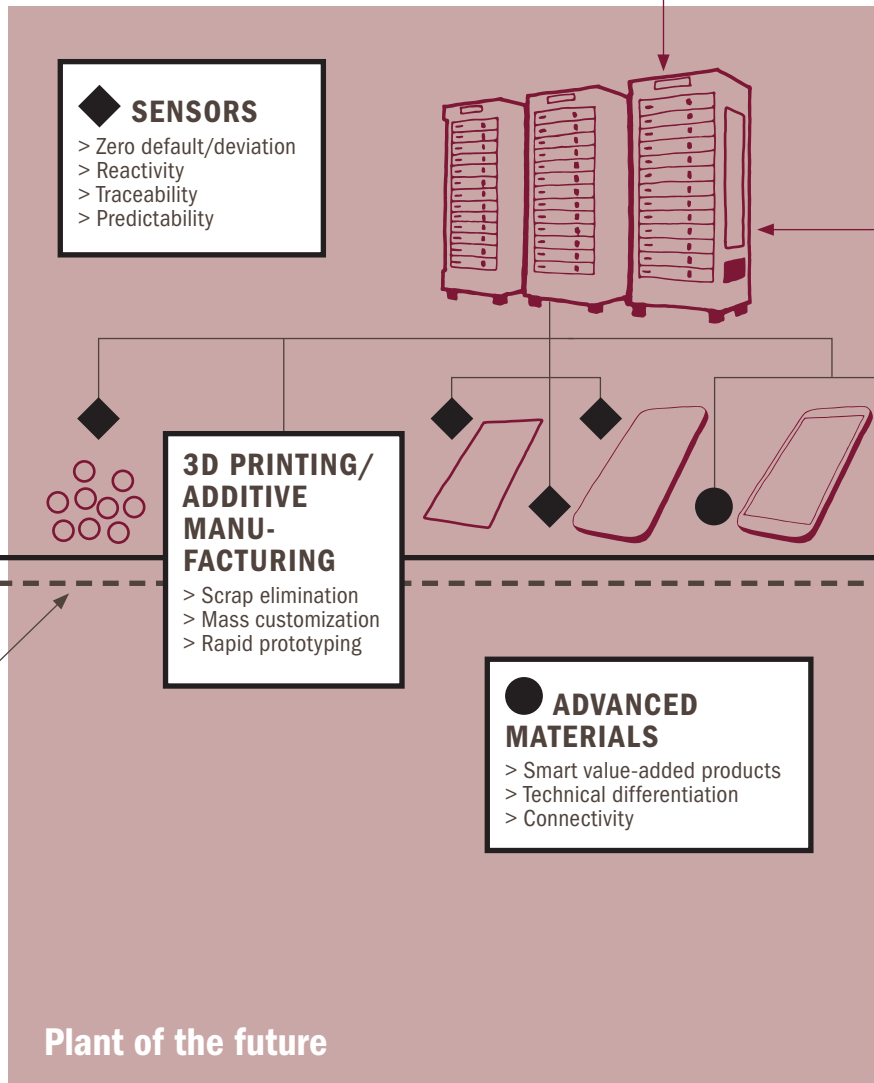 SENSORS
> Zero default/deviation
> Reactivity
> Traceability
> Predictability
3D PRINTING/
ADDITIVE
MANU-
FACTURING
> Scrap elimination
> Mass customization
> Rapid prototyping
ADVANCED
MATERIALS
> Smart value-added products
> Technical differentiation
> Connectivity
Plant of the future